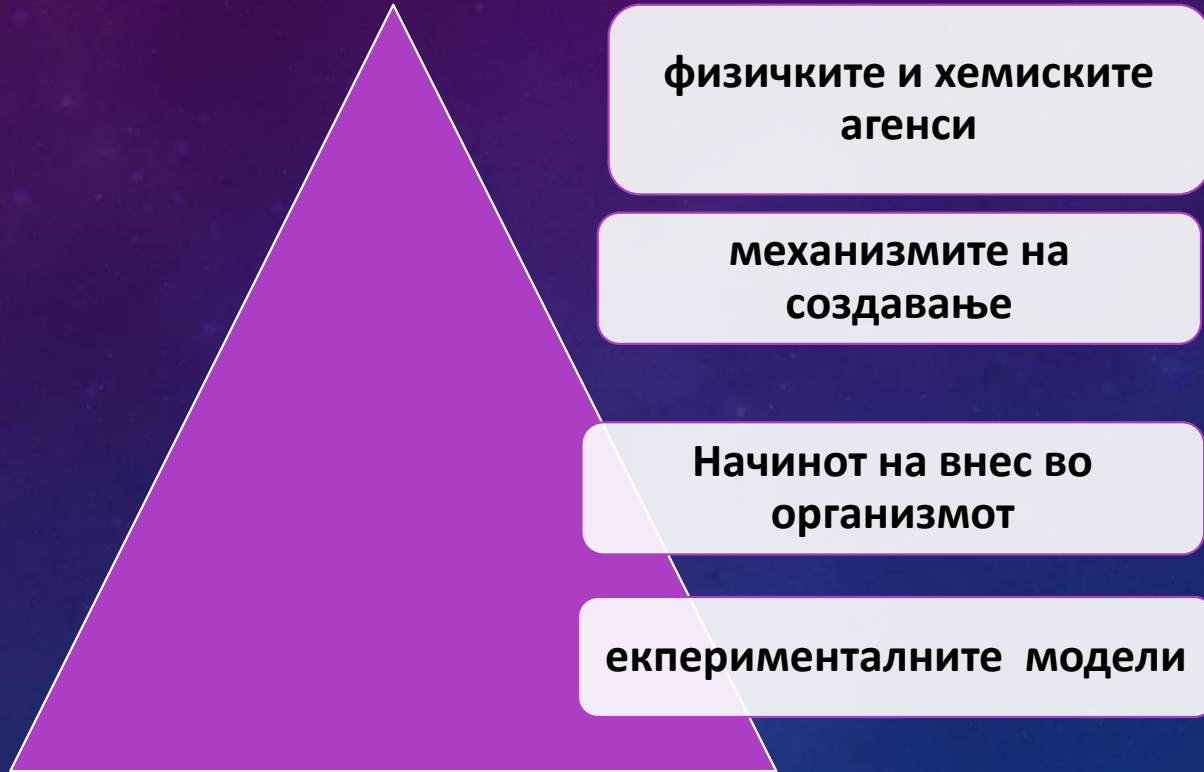 физичките и хемиските
агенси
механизмите на
создавање
Начинот на внес во
организмот
екперименталните модели